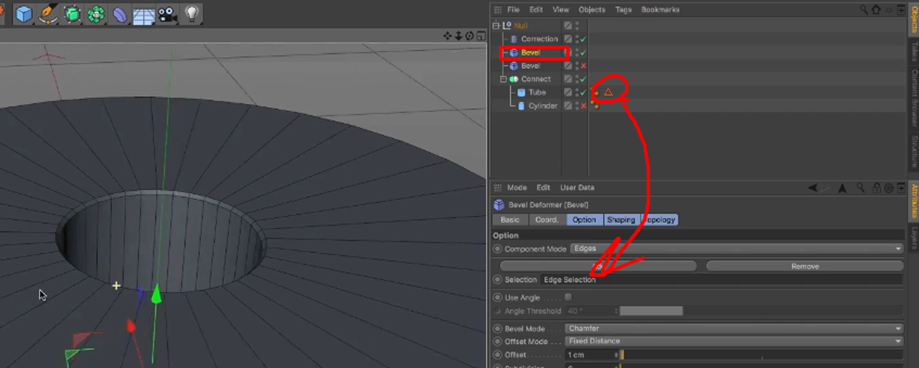 File Edit View Objects Tags Bookmarks
Null
Correction
Bevel
Bevel
Connect
Tube
Cylinder
Objects
Content Browser
Structure
Mode Edit User Data
Bevel Deformer [Bevel]
Basic Coord. Option Shaping Topology
Option
Component Mode Edges
Remove
Selection Edge Selection
Use Angle
Angle Threshold 40 °
Bevel Mode Chamfer
Offset Mode Fixed Distance
Offset 1 cm
Attributes
Layers